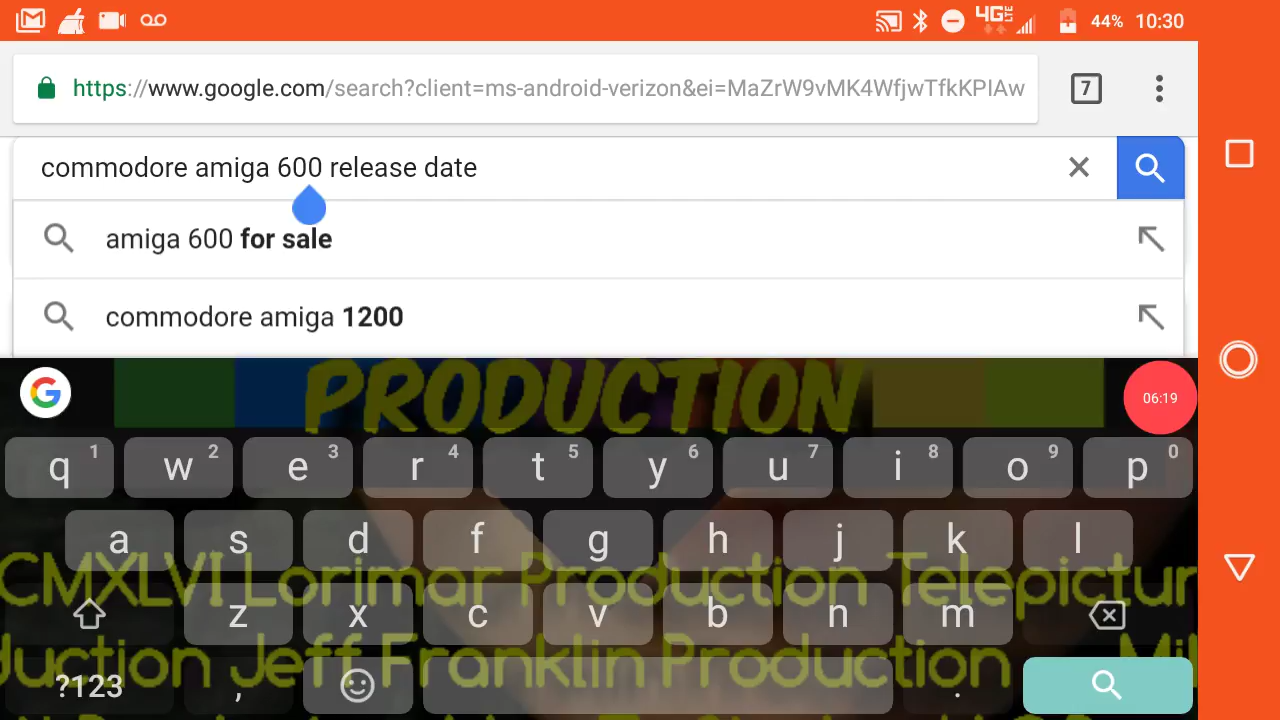 44% 10:30
https://www.google.com/search?client=ms-android-verizon&ei=MaZrW9vMK4WfjwTfkKPIAw
7
commodore amiga 600 release date
amiga 600 for sale
commodore amiga 1200
PRODUCTION
06:19
q 1 w 2 e 3 r 4 t 5 y 6 u 7 i 8 o 9 p 0
a s d f g h j k l
CMXLVI Lorimar Production Telepictur
z x c v b n m
duction Jeff Franklin Production Mi
?123 , .